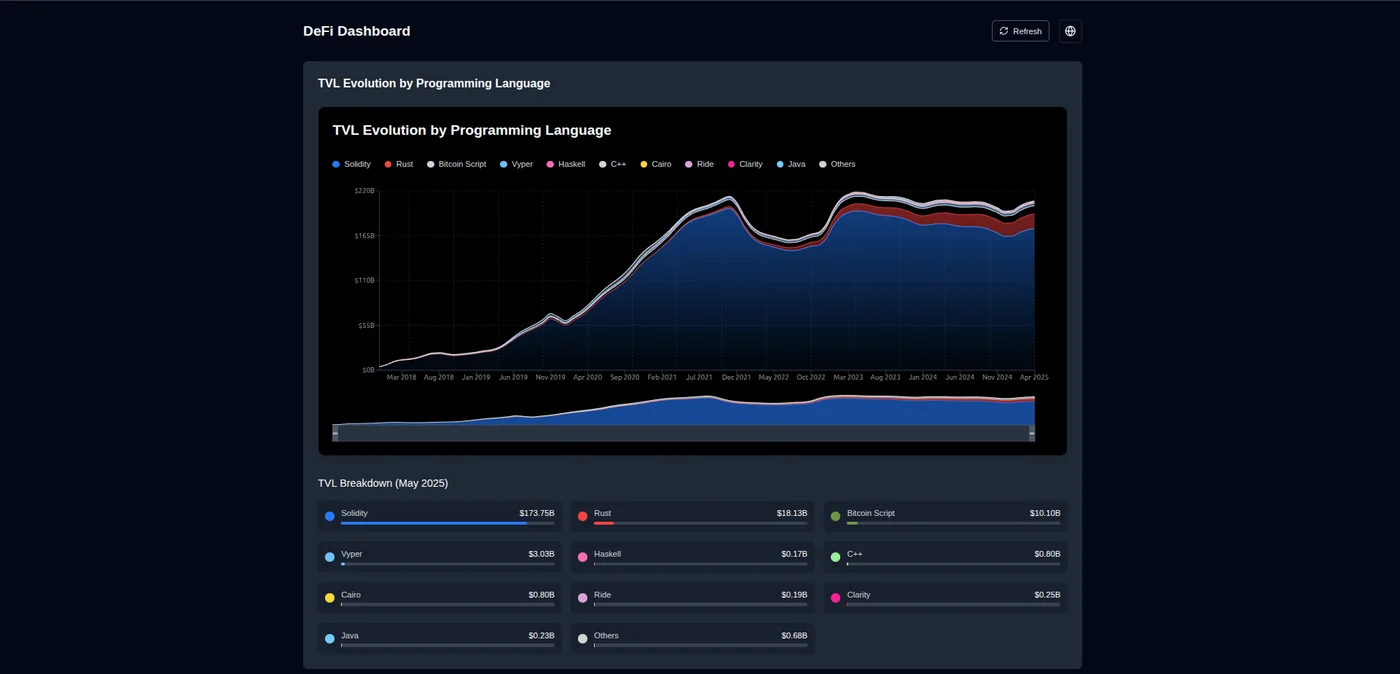 DeFi Dashboard
Refresh
TVL Evolution by Programming Language
TVL Evolution by Programming Language
Solidity Rust Bitcoin Script Vyper Haskell C++ Cairo Ride Clarity Java Others
$220B
$165B
$110B
$55B
$0B
Mar 2018 Aug 2018 Jan 2019 Jun 2019 Nov 2019 Apr 2020 Sep 2020 Feb 2021 Jul 2021 Dec 2021 May 2022 Oct 2022 Mar 2023 Aug 2023 Jan 2024 Jun 2024 Nov 2024 Apr 2025
TVL Breakdown (May 2025)
Solidity $173.75B
Rust $18.13B
Bitcoin Script $10.10B
Vyper $3.03B
Haskell $0.17B
C++ $0.80B
Cairo $0.80B
Ride $0.19B
Clarity $0.25B
Java $0.23B
Others $0.68B